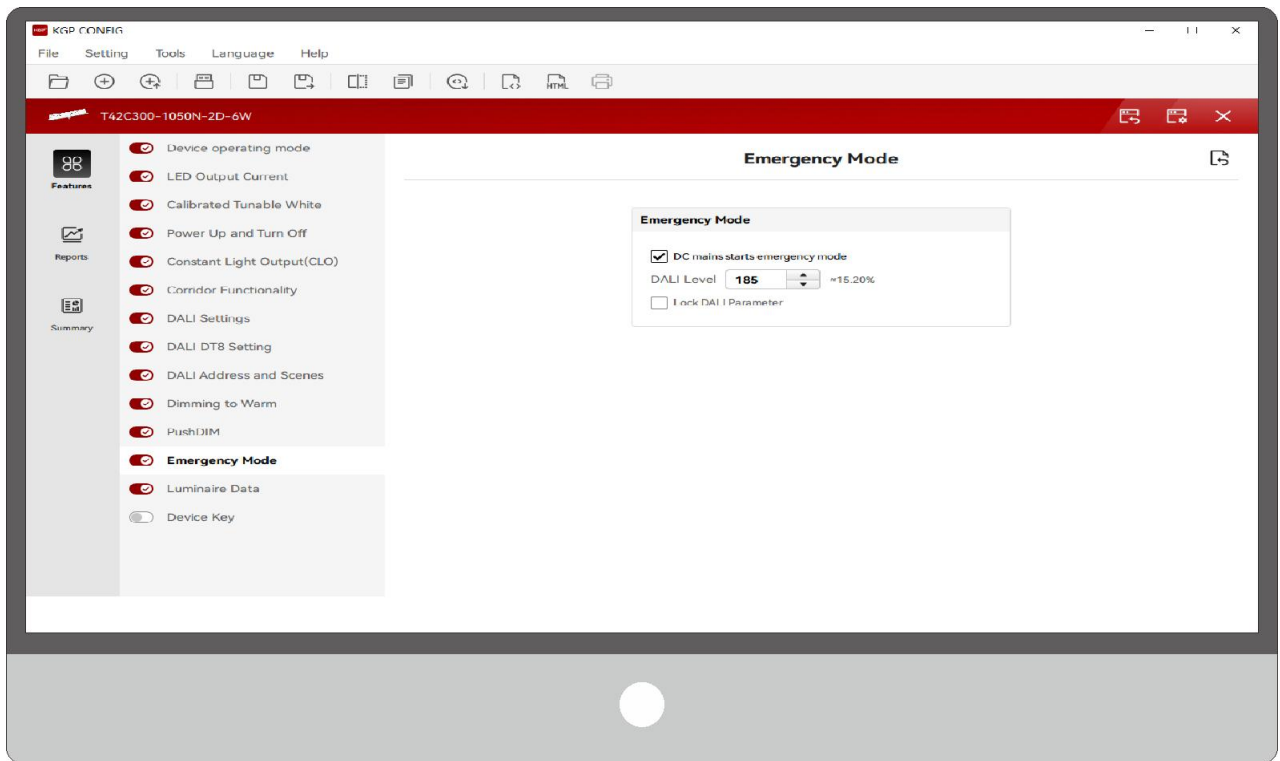 KGP CONFIG
File Setting Tools Language Help
HTML
T42C300-1050N-2D-6W
Features
Reports
Summary
Device operating mode
LED Output Current
Calibrated Tunable White
Power Up and Turn Off
Constant Light Output(CLO)
Corridor Functionality
DALI Settings
DALI DT8 Setting
DALI Address and Scenes
Dimming to Warm
PushDIM
Emergency Mode
Luminaire Data
Device Key
Emergency Mode
Emergency Mode
DC mains starts emergency mode
DALI Level 185 ≈15.20%
Lock DALI Parameter